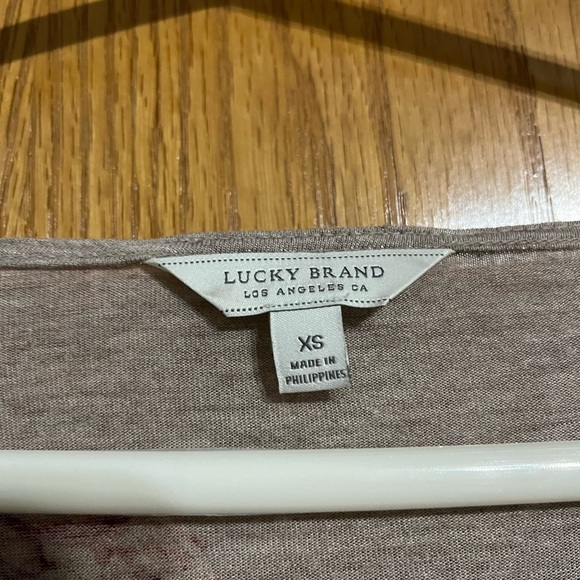 LUCKY BRAND
LOS ANGELES CA
XS
MADE IN
PHILIPPINES